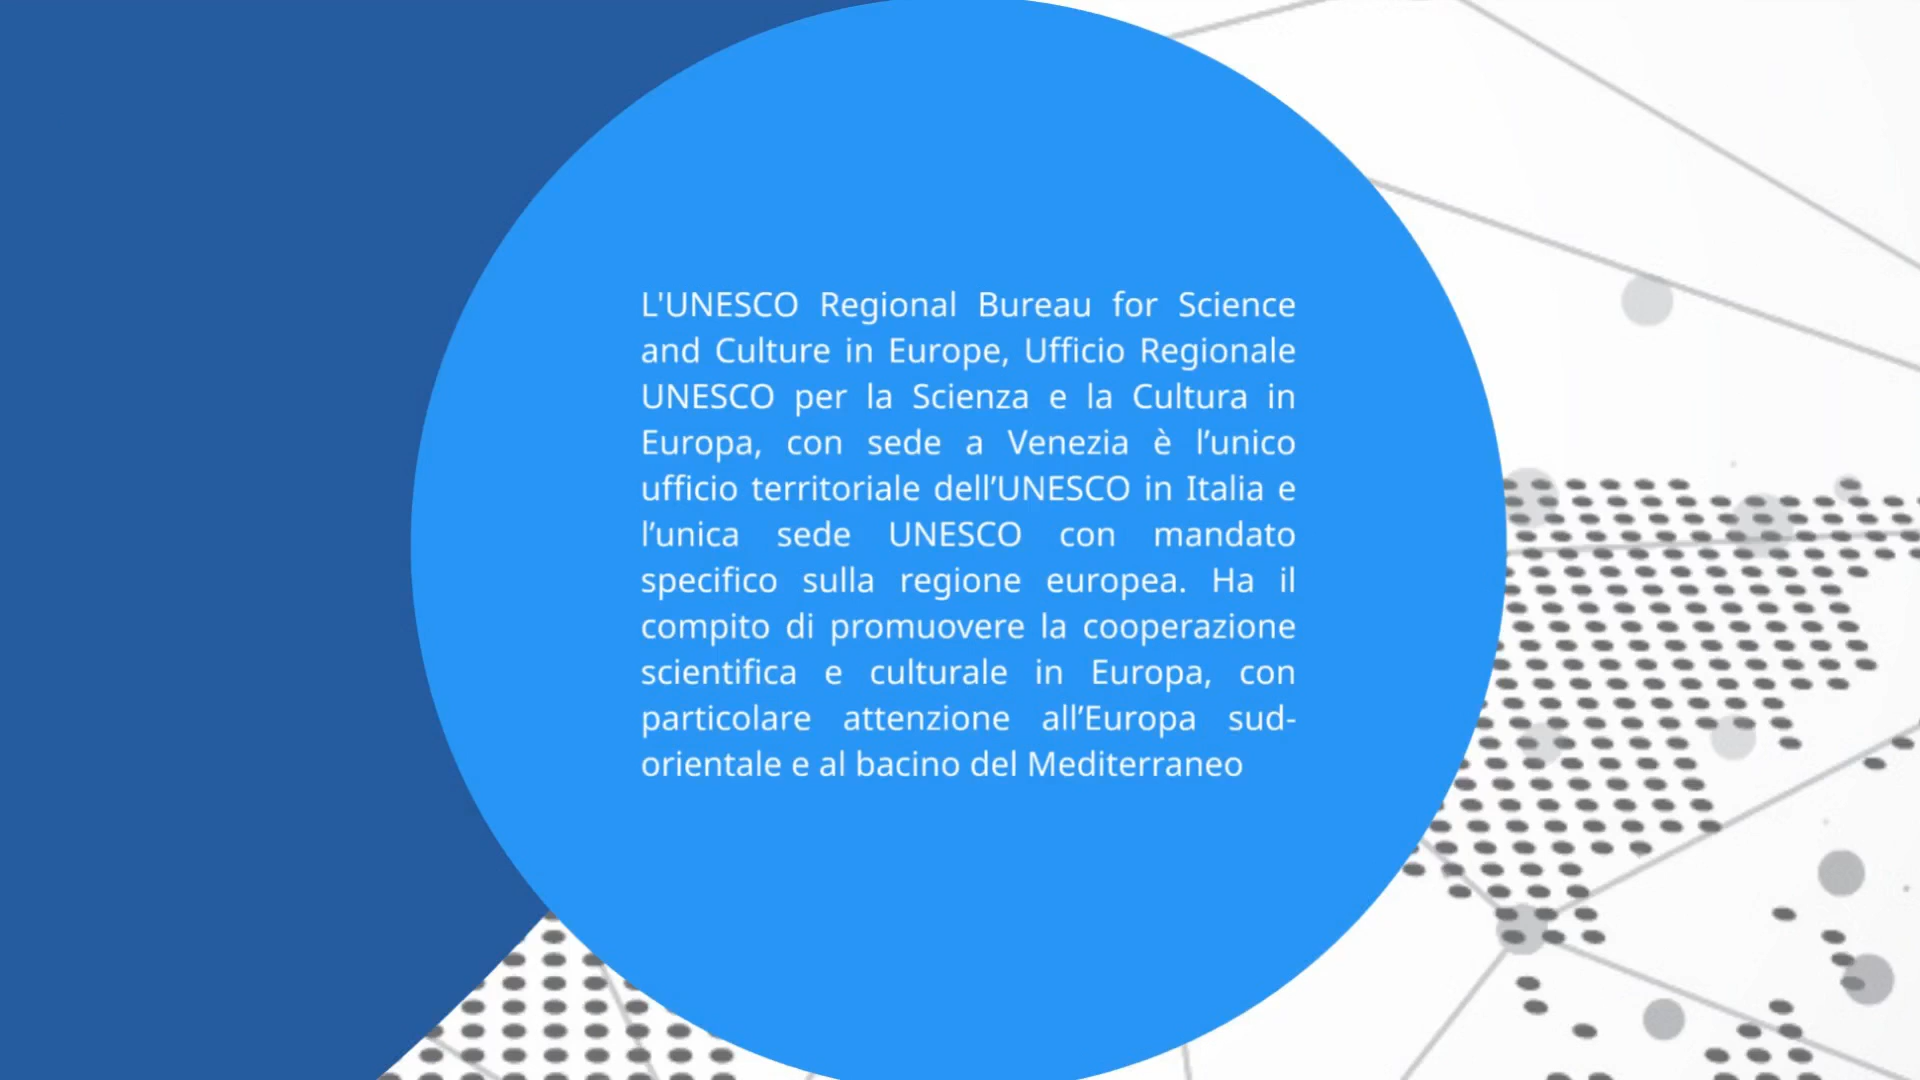 L'UNESCO Regional Bureau for Science
and Culture in Europe, Ufficio Regionale
UNESCO per la Scienza e la Cultura in
Europa, con sede a Venezia è l’unico
ufficio territoriale dell’UNESCO in Italia e
l’unica sede UNESCO con mandato
specifico sulla regione europea. Ha il
compito di promuovere la cooperazione
scientifica e culturale in Europa, con
particolare attenzione all’Europa sud-
orientale e al bacino del Mediterraneo